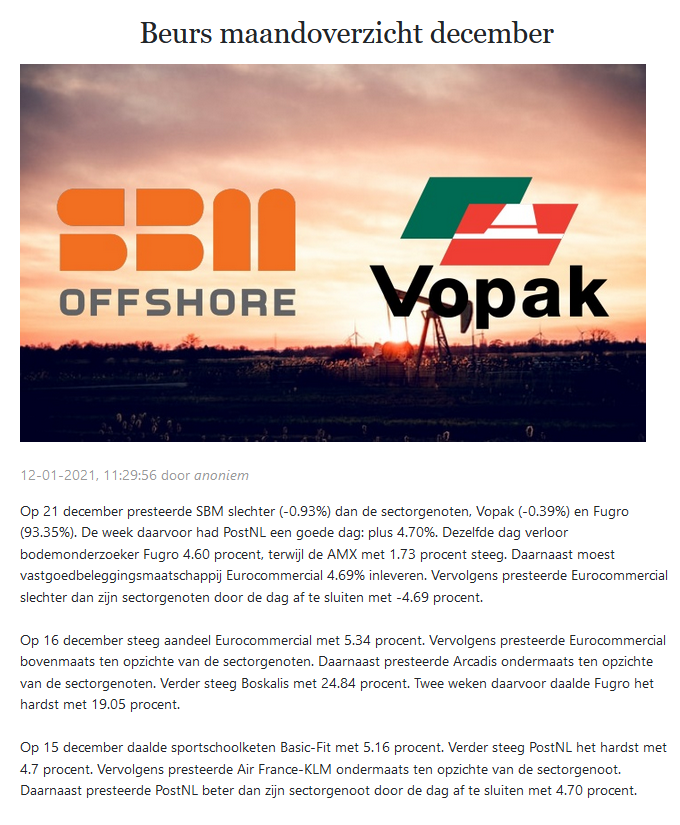 Beurs maandoverzicht december
SBM
OFFSHORE
Vopak
12-01-2021, 11:29:56 door anoniem
Op 21 december presteerde SBM slechter (-0.93%) dan de sectorgenoten, Vopak (-0.39%) en Fugro
(93.35%). De week daarvoor had PostNL een goede dag: plus 4.70%. Dezelfde dag verloor
bodemonderzoeker Fugro 4.60 procent, terwijl de AMX met 1.73 procent steeg. Daarnaast moest
vastgoedbeleggingsmaatschappij Eurocommercial 4.69% inleveren. Vervolgens presteerde Eurocommercial
slechter dan zijn sectorgenoten door de dag af te sluiten met -4.69 procent.
Op 16 december steeg aandeel Eurocommercial met 5.34 procent. Vervolgens presteerde Eurocommercial
bovenmaats ten opzichte van de sectorgenoten. Daarnaast presteerde Arcadis ondermaats ten opzichte
van de sectorgenoten. Verder steeg Boskalis met 24.84 procent. Twee weken daarvoor daalde Fugro het
hardst met 19.05 procent.
Op 15 december daalde sportschoolketen Basic-Fit met 5.16 procent. Verder steeg PostNL het hardst met
4.7 procent. Vervolgens presteerde Air France-KLM ondermaats ten opzichte van de sectorgenoot.
Daarnaast presteerde PostNL beter dan zijn sectorgenoot door de dag af te sluiten met 4.70 procent.